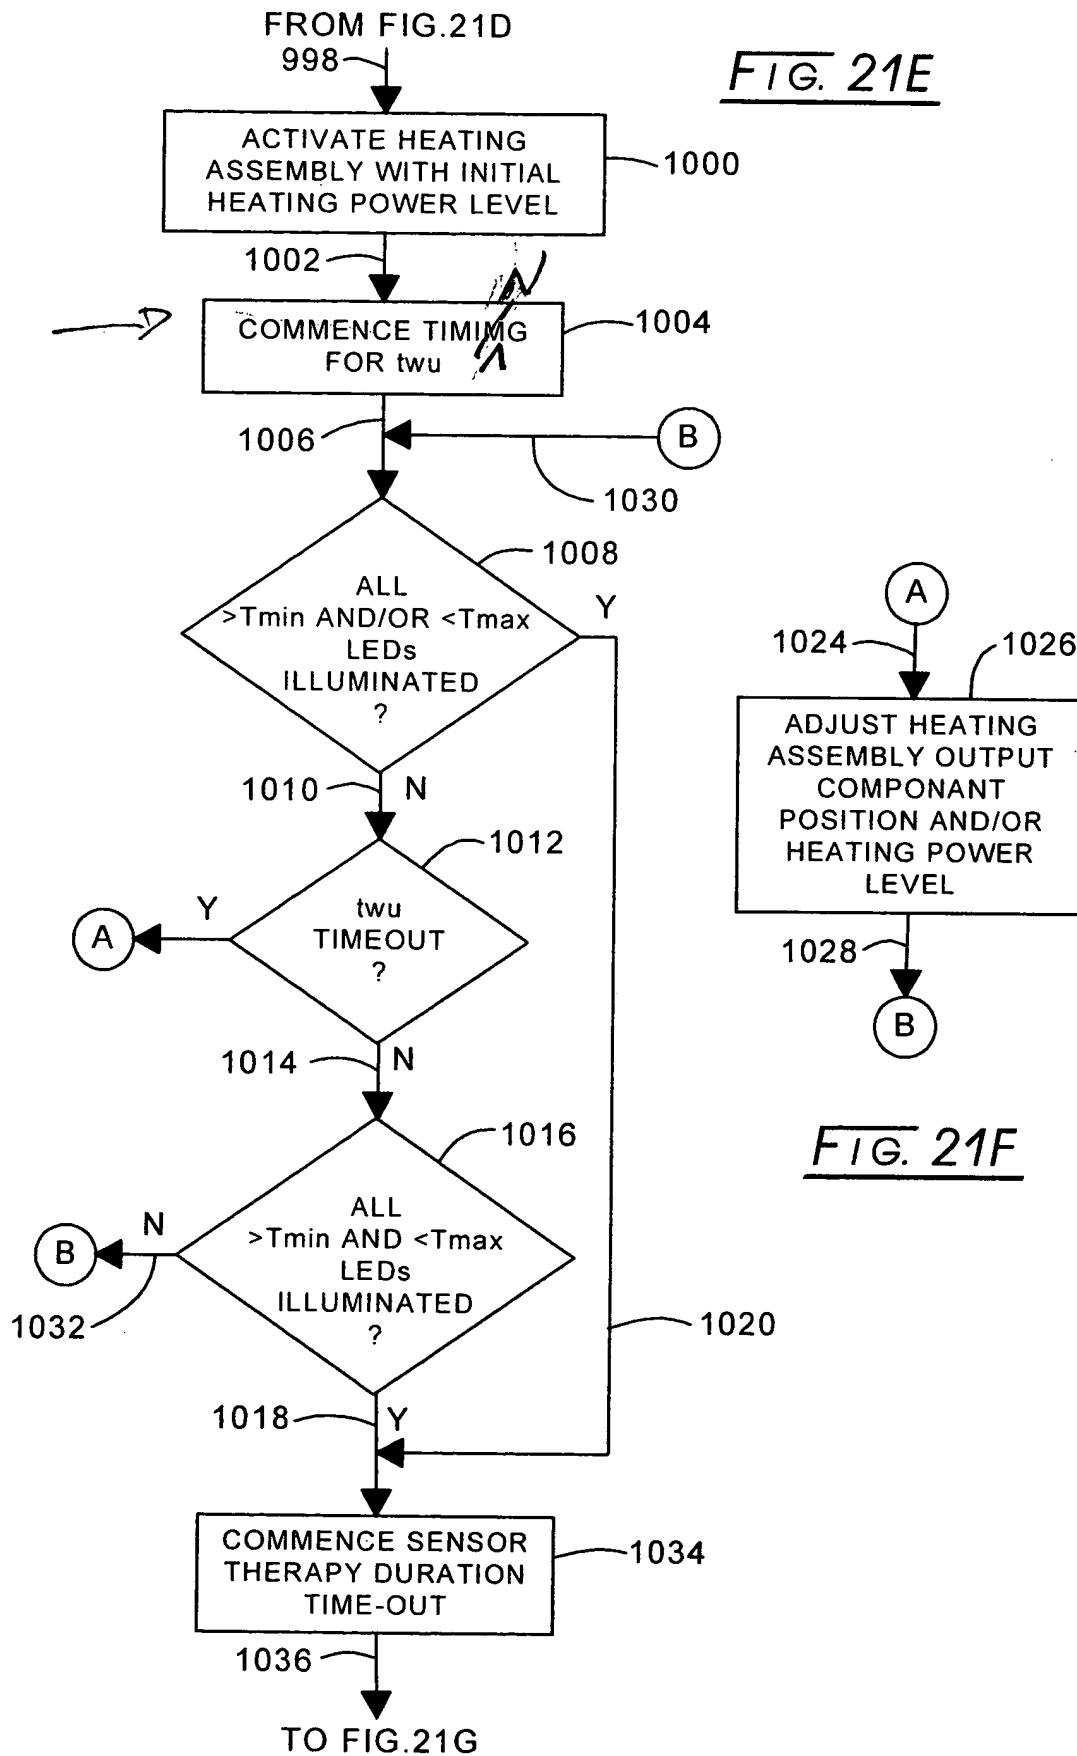 FROM FIG.21D
998
FIG. 21E
ACTIVATE HEATING
ASSEMBLY WITH INITIAL
HEATING POWER LEVEL
1000
1002
COMMENCE TIMIMG
FOR twu
1004
N
1006
B
1030
1008
ALL
>Tmin AND/OR <Tmax
LEDs
ILLUMINATED
?
Y
1010
N
1012
twu
TIMEOUT
?
Y
A
1014
N
1016
ALL
>Tmin AND <Tmax
LEDs
ILLUMINATED
?
N
B
1032
1020
1018
Y
COMMENCE SENSOR
THERAPY DURATION
TIME-OUT
1034
1036
TO FIG.21G
A
1024
1026
ADJUST HEATING
ASSEMBLY OUTPUT
COMPONANT
POSITION AND/OR
HEATING POWER
LEVEL
1028
B
FIG. 21F